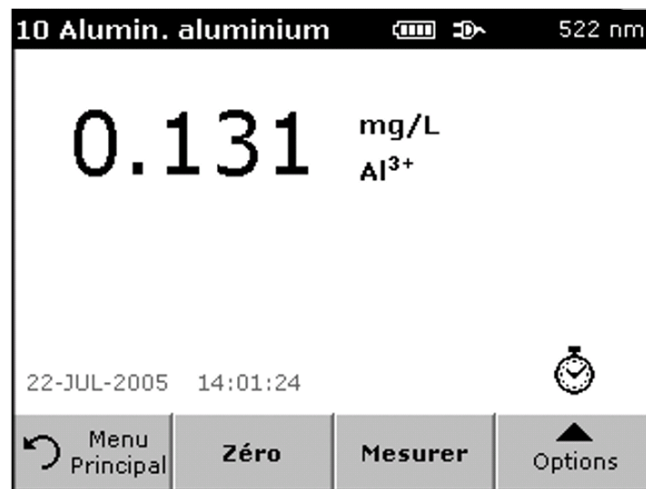 10 Alumin. aluminium 522 nm
0.131 mg/L
Al³⁺
22-JUL-2005 14:01:24
Menu
Principal
Zéro
Mesurer
Options